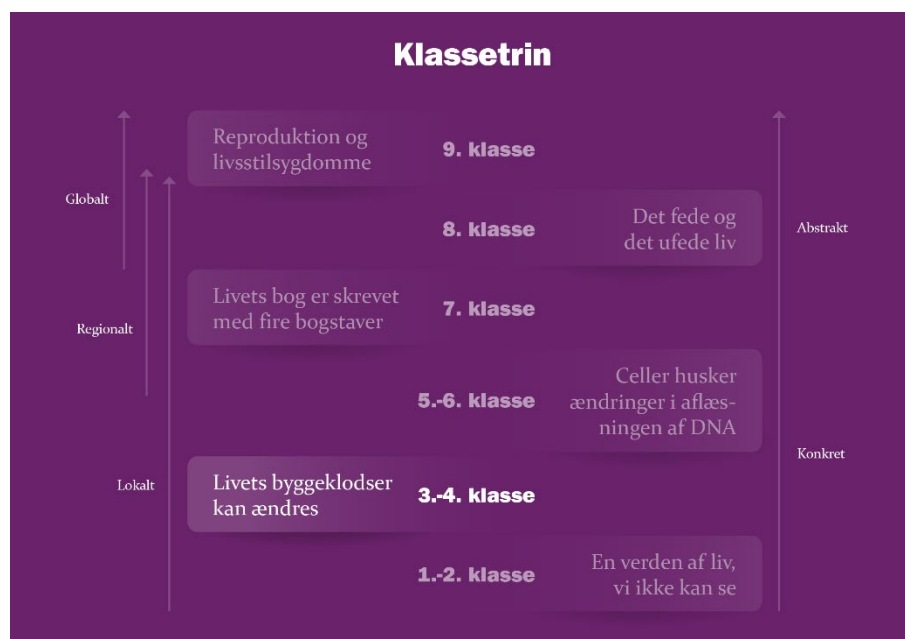 Klassetrin
Reproduktion og
livsstilsygdomme
9. klasse
Globalt
8. klasse
Det fede og
det ufede liv
Abstrakt
Livets bog er skrevet
med fire bogstaver
7. klasse
Regionalt
5.-6. klasse
Celler husker
ændringer i aflæs-
ningen af DNA
Konkret
Lokalt
Livets byggeklodser
kan ændres
3.-4. klasse
1.-2. klasse
En verden af liv,
vi ikke kan se